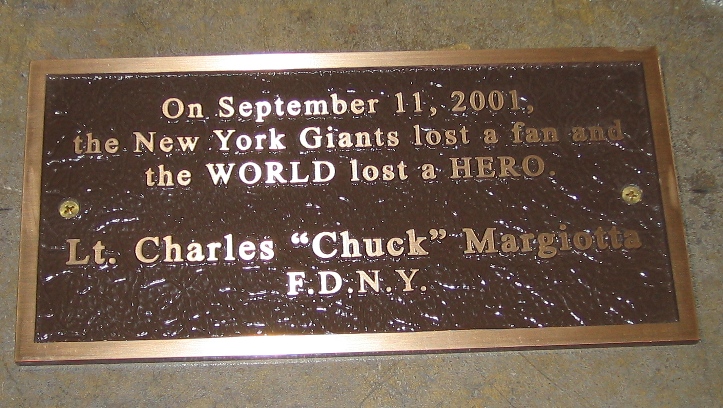 On September 11, 2001,
the New York Giants lost a fan and
the WORLD lost a HERO.
Lt. Charles “Chuck” Margiotta
F.D.N.Y.